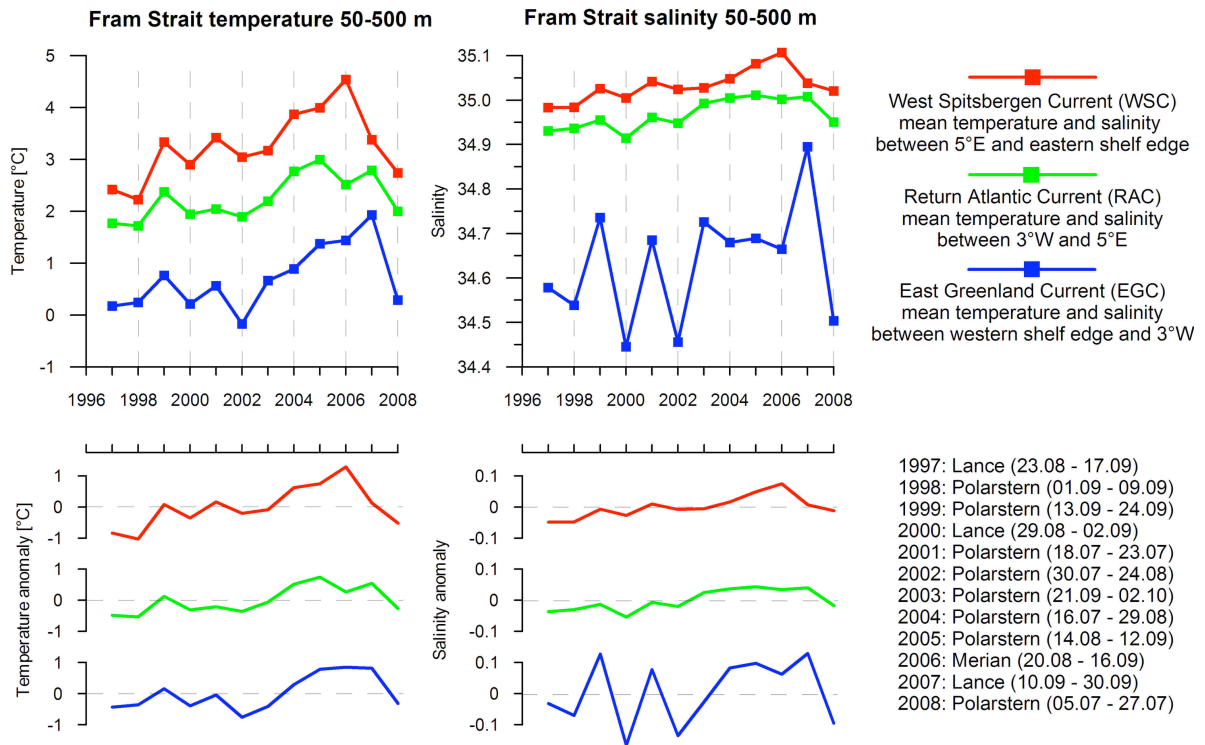 Fram Strait temperature 50-500 m
Temperature [°C]
5
4
3
2
1
0
-1
1996
1998
2000
2002
2004
2006
2008
Fram Strait salinity 50-500 m
Salinity
35.1
35.0
34.9
34.8
34.7
34.6
34.5
34.4
1996
1998
2000
2002
2004
2006
2008
West Spitsbergen Current (WSC)
mean temperature and salinity
between 5°E and eastern shelf edge
Return Atlantic Current (RAC)
mean temperature and salinity
between 3°W and 5°E
East Greenland Current (EGC)
mean temperature and salinity
between western shelf edge and 3°W
Temperature anomaly [°C]
1
0
-1
1
0
-1
1
0
-1
Salinity anomaly
0.1
0
-0.1
0.1
0
-0.1
0.1
0
-0.1
1997: Lance (23.08 - 17.09)
1998: Polarstern (01.09 - 09.09)
1999: Polarstern (13.09 - 24.09)
2000: Lance (29.08 - 02.09)
2001: Polarstern (18.07 - 23.07)
2002: Polarstern (30.07 - 24.08)
2003: Polarstern (21.09 - 02.10)
2004: Polarstern (16.07 - 29.08)
2005: Polarstern (14.08 - 12.09)
2006: Merian (20.08 - 16.09)
2007: Lance (10.09 - 30.09)
2008: Polarstern (05.07 - 27.07)